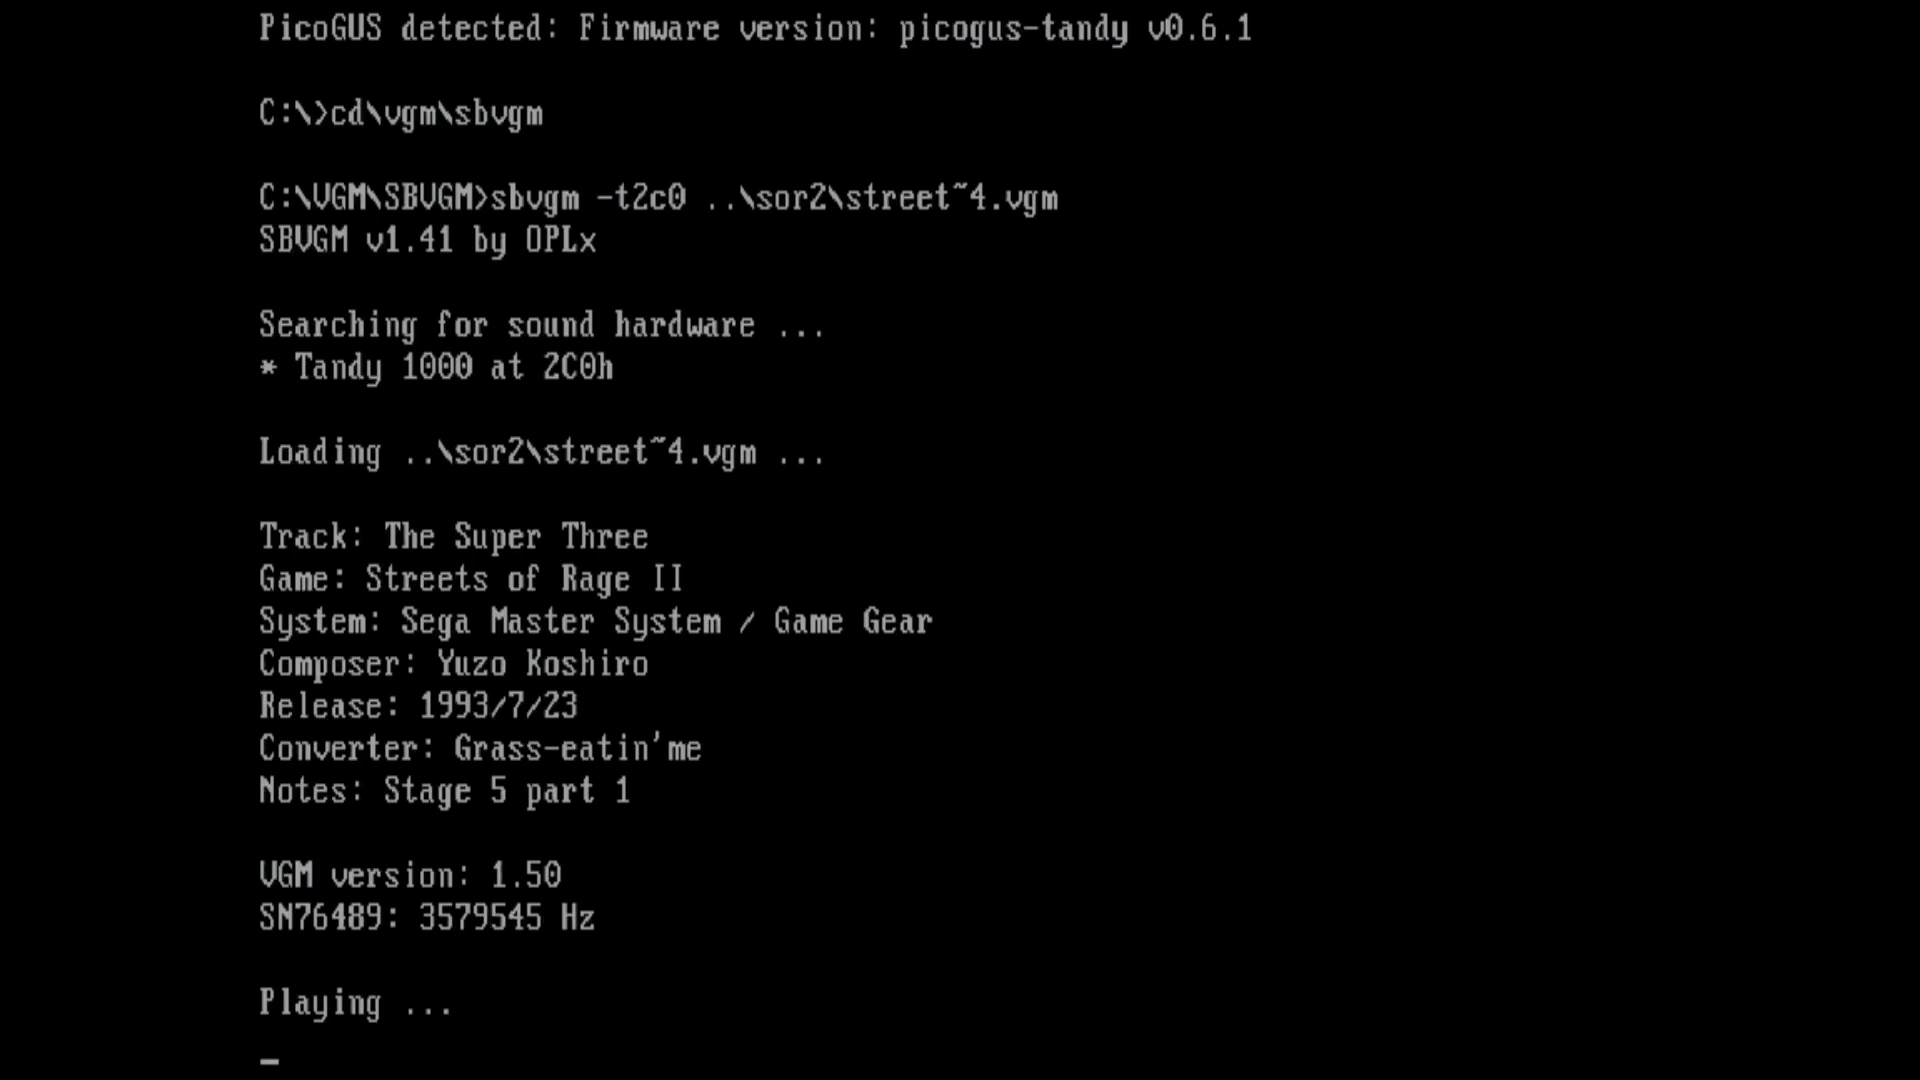 PicoGUS detected: Firmware version: picogus-tandy v0.6.1
C:\>cd\vgm\sbvgm
C:\VGM\SBVGM>sbvgm -t2c0 ..\sor2\street~4.vgm
SBVGM v1.41 by OPLx
Searching for sound hardware ...
* Tandy 1000 at 2C0h
Loading ..\sor2\street~4.vgm ...
Track: The Super Three
Game: Streets of Rage II
System: Sega Master System / Game Gear
Composer: Yuzo Koshiro
Release: 1993/7/23
Converter: Grass-eatin'me
Notes: Stage 5 part 1
VGM version: 1.50
SN76489: 3579545 Hz
Playing ...
_